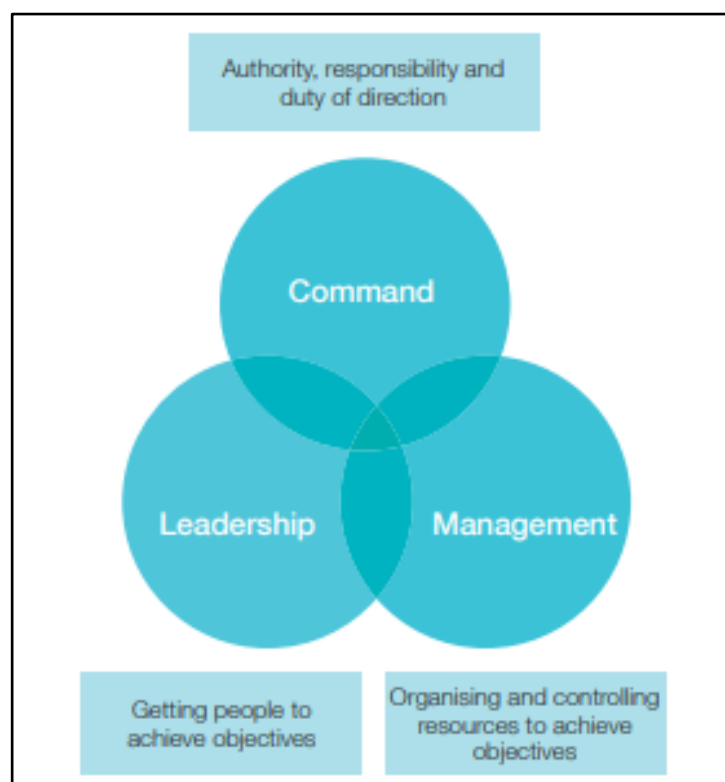 Authority, responsibility and
duty of direction
Command
Leadership
Management
Getting people to
achieve objectives
Organising and controlling
resources to achieve
objectives